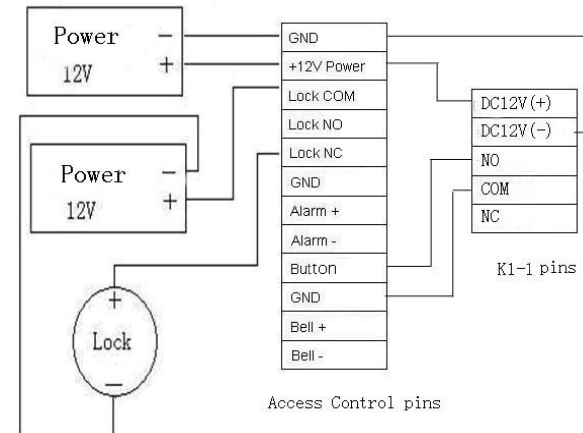 Power -
12V +
Power -
12V +
+
Lock
-
GND
+12V Power
Lock COM
Lock NO
Lock NC
GND
Alarm +
Alarm -
Button
GND
Bell +
Bell -
Access Control pins
DC12V(+)
DC12V(-)
NO
COM
NC
K1-1 pins